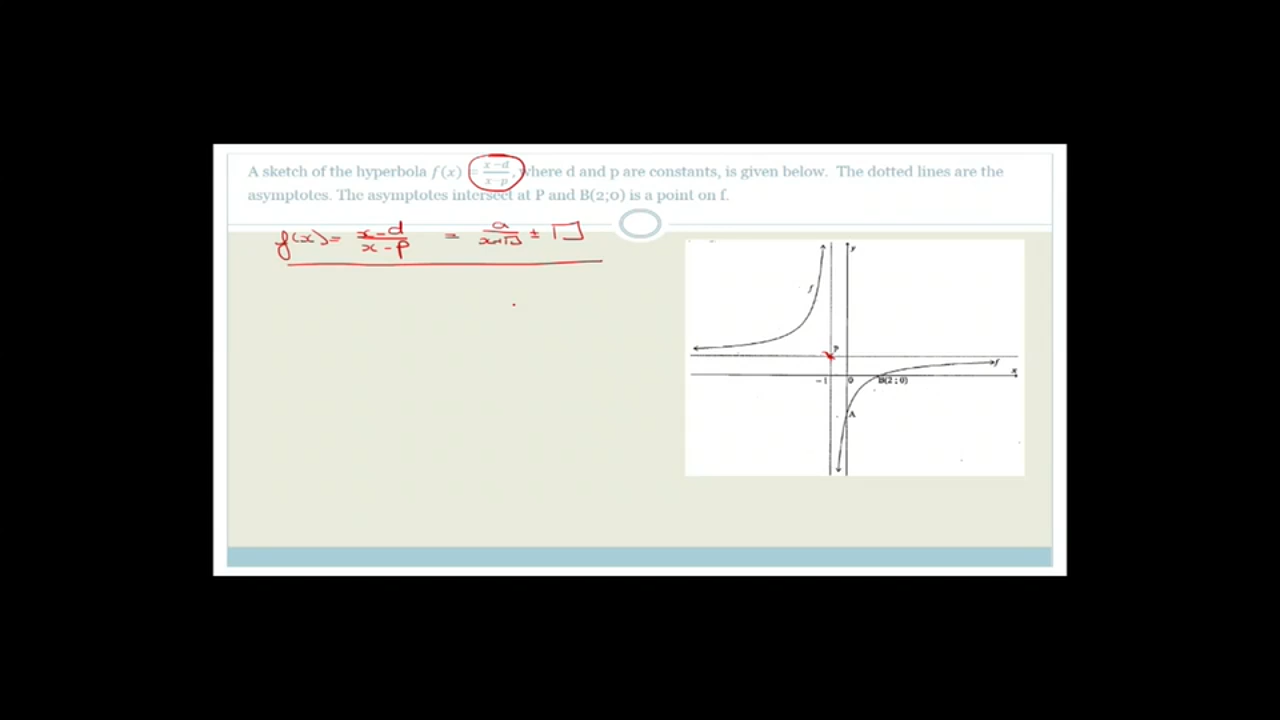 A sketch of the hyperbola f(x) = x−d/x−p, where d and p are constants, is given below. The dotted lines are the
asymptotes. The asymptotes intersect at P and B(2;0) is a point on f.
f(x) = x-d/x-p = a/x+□ ± □
y
f
P
f
x
−1 0 B(2 ; 0)
A